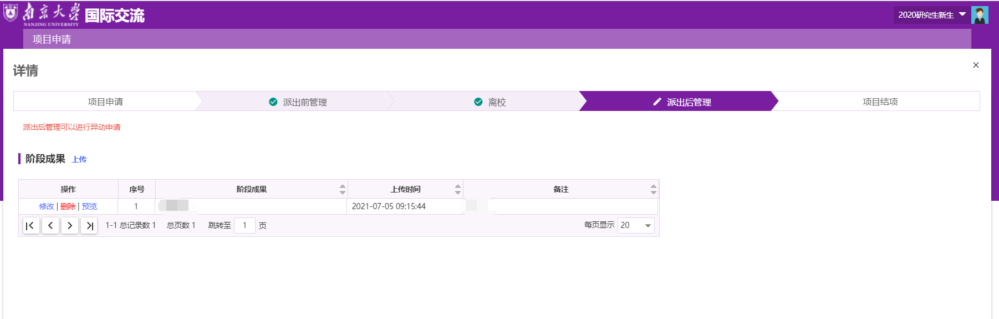 南京大学
NANJING UNIVERSITY
国际交流
2020研究生新生
项目申请
详情
×
项目申请 派出前管理 离校 派出后管理 项目结项
派出后管理可以进行异动申请
阶段成果 上传
操作 序号 阶段成果 上传时间 备注
修改 | 删除 | 预览 1 2021-07-05 09:15:44
1-1 总记录数 1 总页数 1 跳转至 1 页 每页显示 20